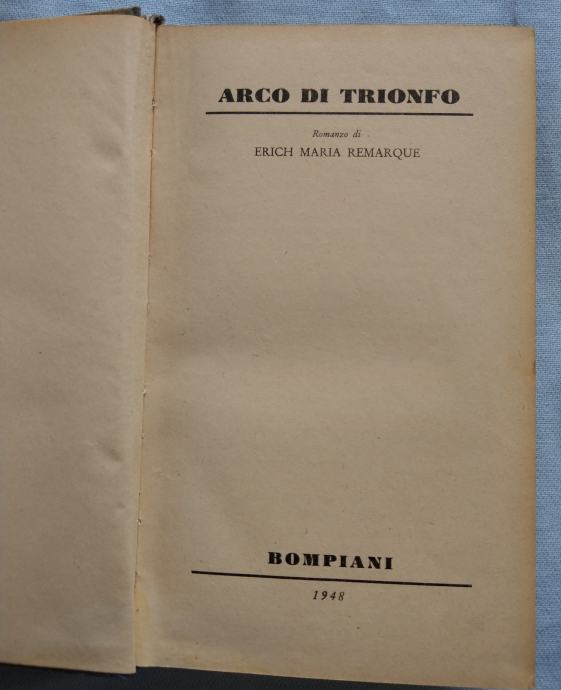 ARCO DI TRIONFO
Romanzo di
ERICH MARIA REMARQUE
BOMPIANI
1948